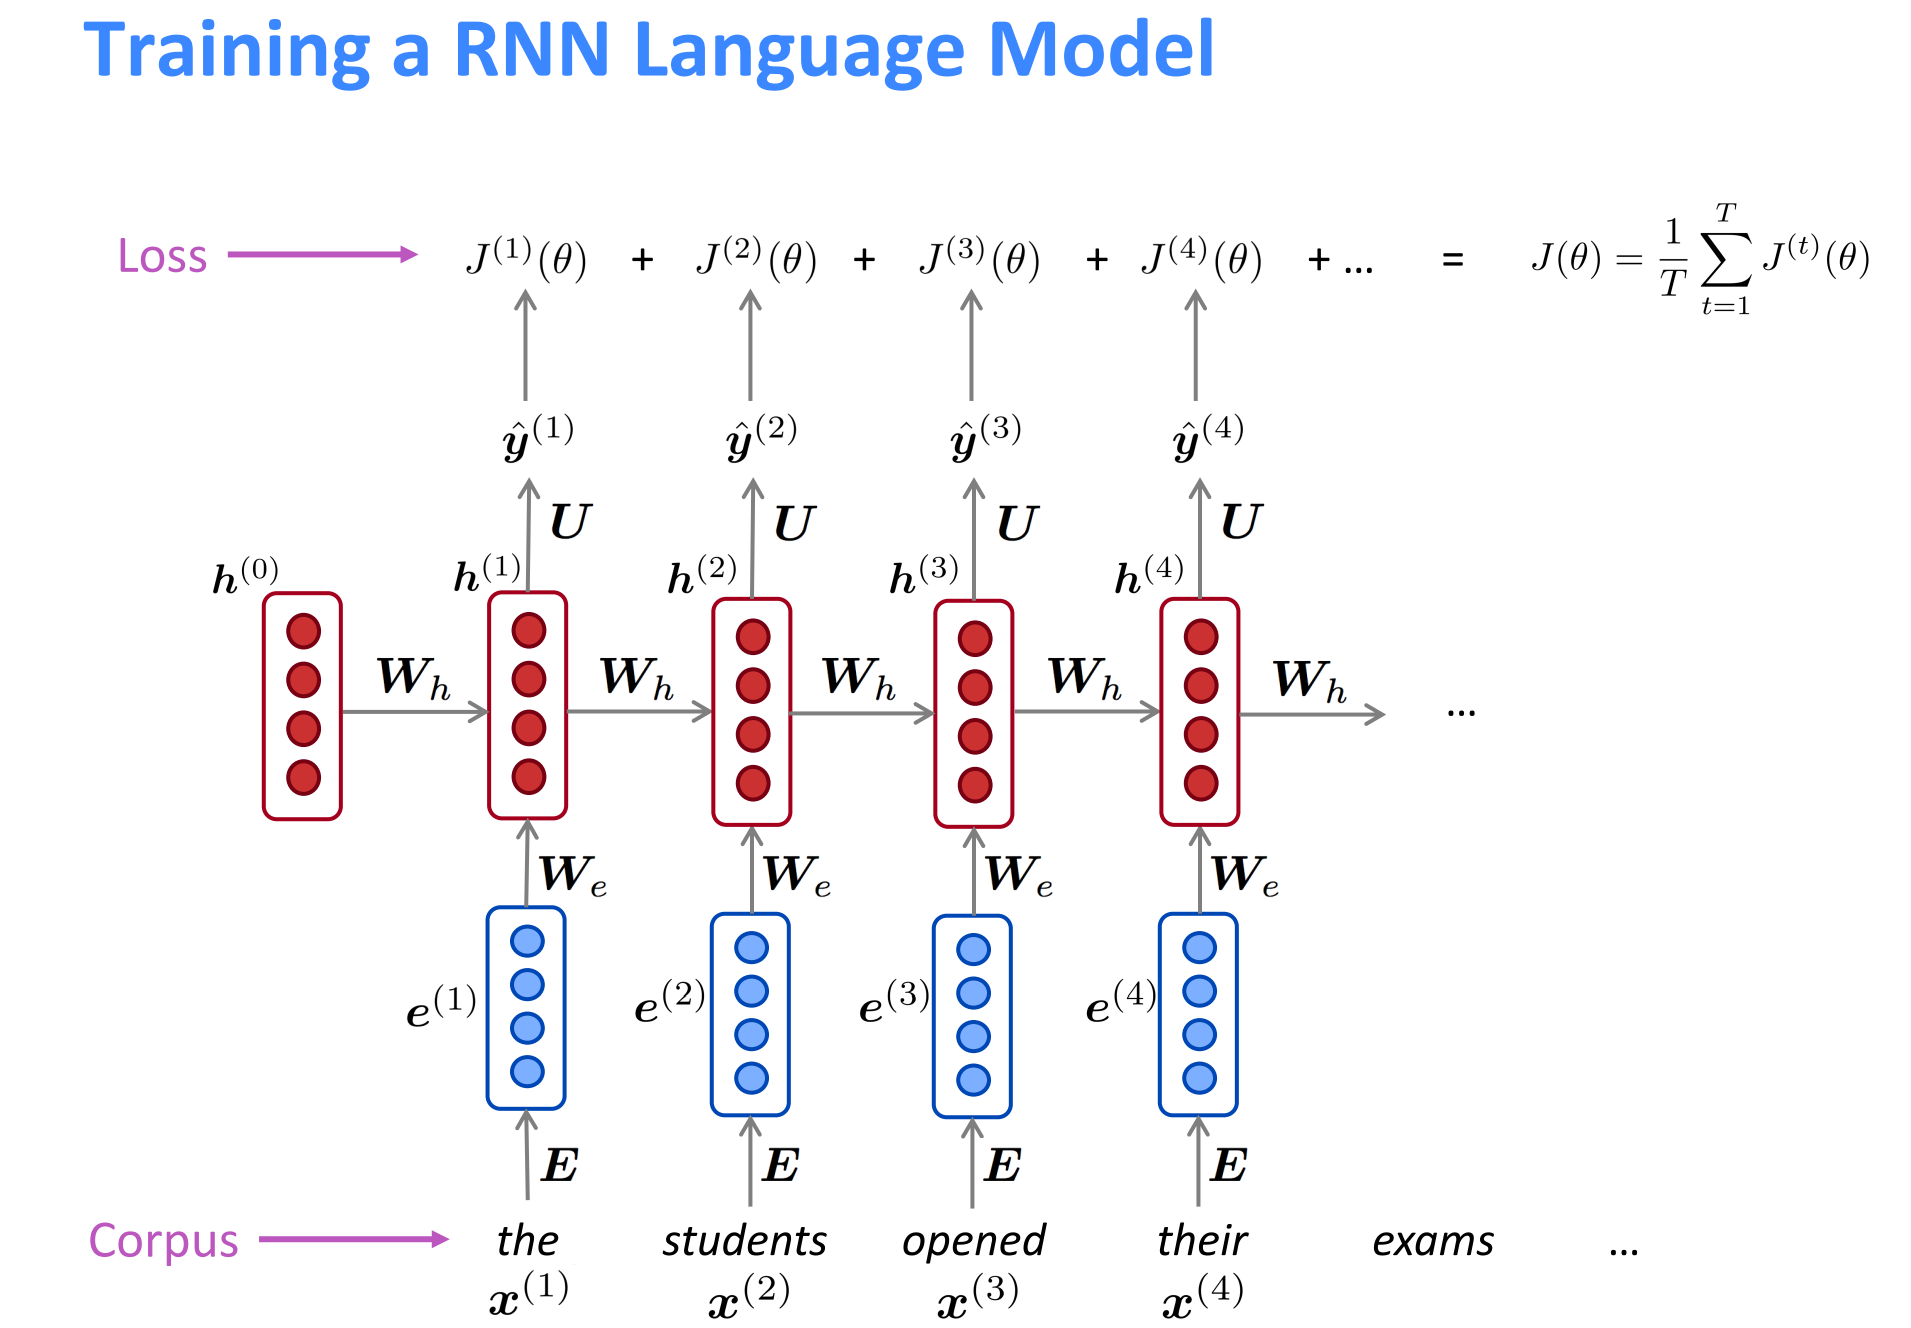 Training a RNN Language Model
Loss J⁽¹⁾(θ) + J⁽²⁾(θ) + J⁽³⁾(θ) + J⁽⁴⁾(θ) + ... = J(θ) = 1/T ∑_{t=1}^{T} J⁽ᵗ⁾(θ)
ŷ⁽¹⁾ ŷ⁽²⁾ ŷ⁽³⁾ ŷ⁽⁴⁾
U U U U
h⁽⁰⁾ h⁽¹⁾ h⁽²⁾ h⁽³⁾ h⁽⁴⁾
W_h W_h W_h W_h W_h ...
W_e W_e W_e W_e
e⁽¹⁾ e⁽²⁾ e⁽³⁾ e⁽⁴⁾
E E E E
Corpus the students opened their exams ...
x⁽¹⁾ x⁽²⁾ x⁽³⁾ x⁽⁴⁾